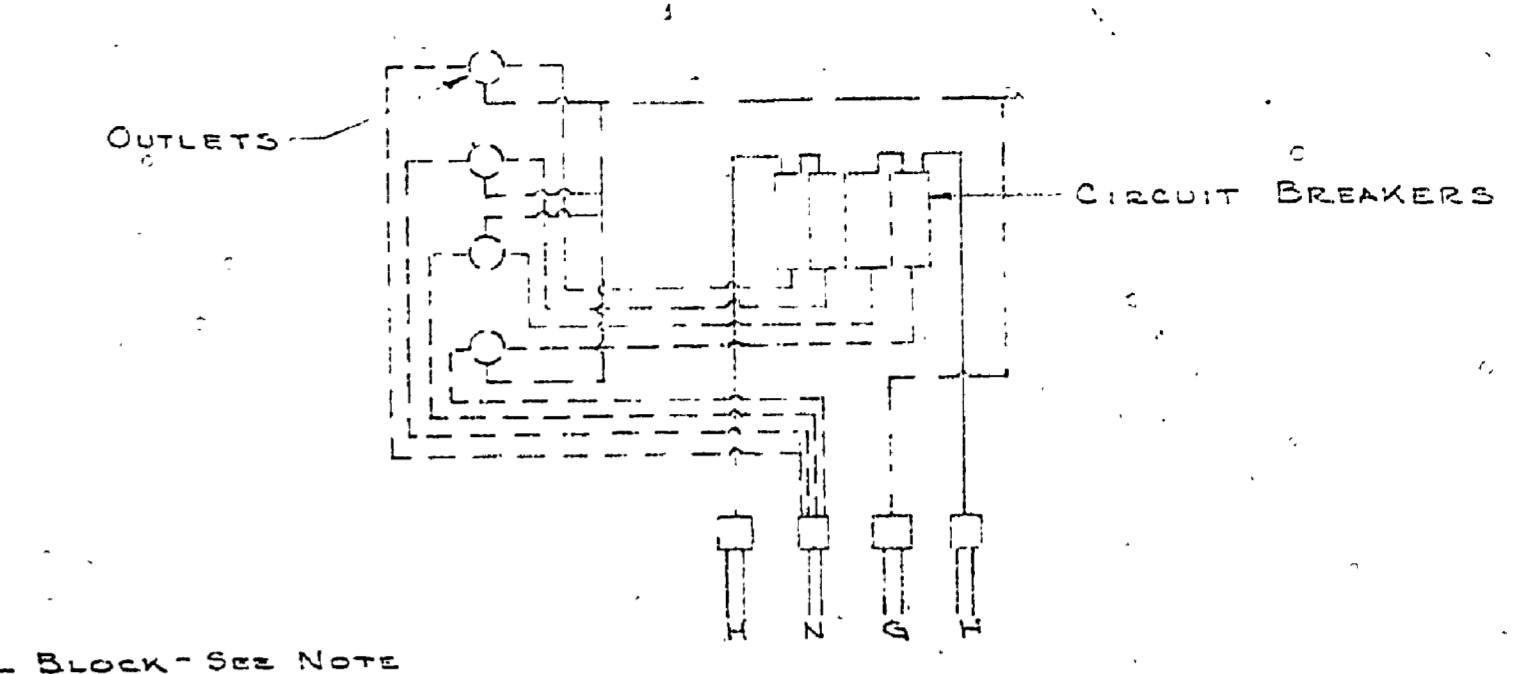 OUTLETS
CIRCUIT BREAKERS
H N G H
BLOCK - SEE NOTE